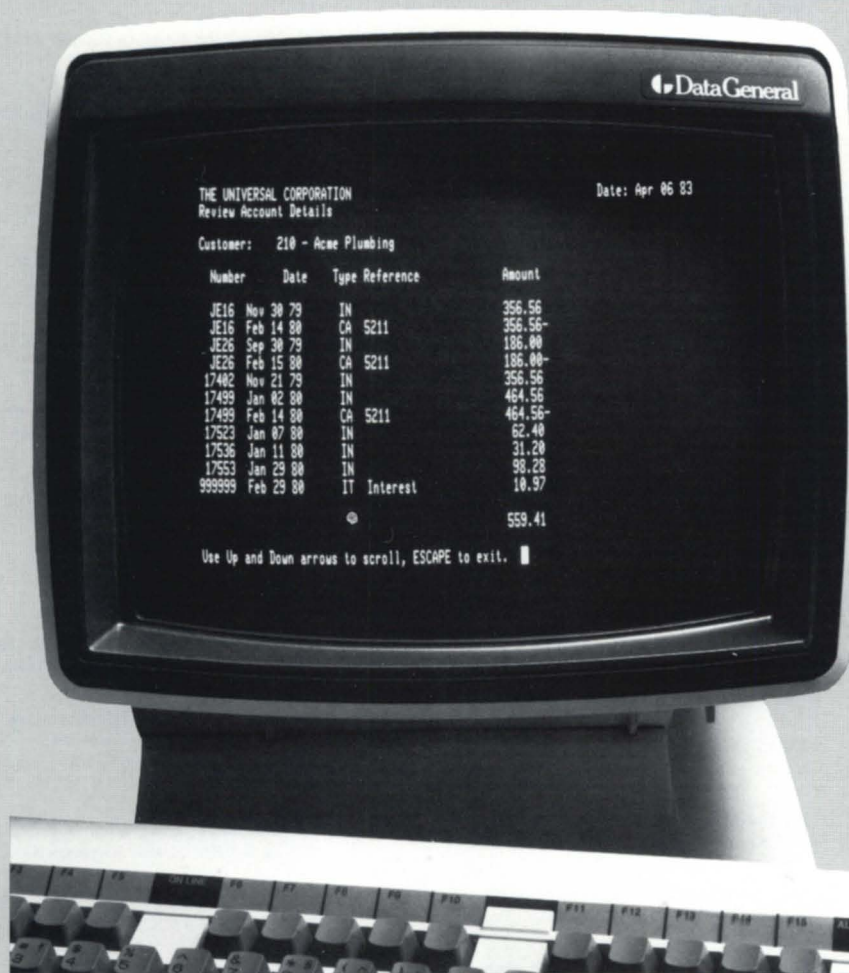 DataGeneral
THE UNIVERSAL CORPORATION Date: Apr 06 83
Review Account Details
Customer: 210 - Acme Plumbing
Number Date Type Reference Amount
JE16 Nov 30 79 IN 356.56
JE16 Feb 14 80 CA 5211 356.56-
JE26 Sep 30 79 IN 186.00
JE26 Feb 15 80 CA 5211 186.00-
17402 Nov 21 79 IN 356.56
17499 Jan 02 80 IN 464.56
17499 Feb 14 80 CA 5211 464.56-
17523 Jan 07 80 IN 62.40
17536 Jan 11 80 IN 31.20
17553 Jan 29 80 IN 98.28
999999 Feb 29 80 IT Interest 10.97
559.41
Use Up and Down arrows to scroll, ESCAPE to exit.
F4 F5 ON LINE F6 F7 F8 F9 F10 F11 F12 F13 F14 F15